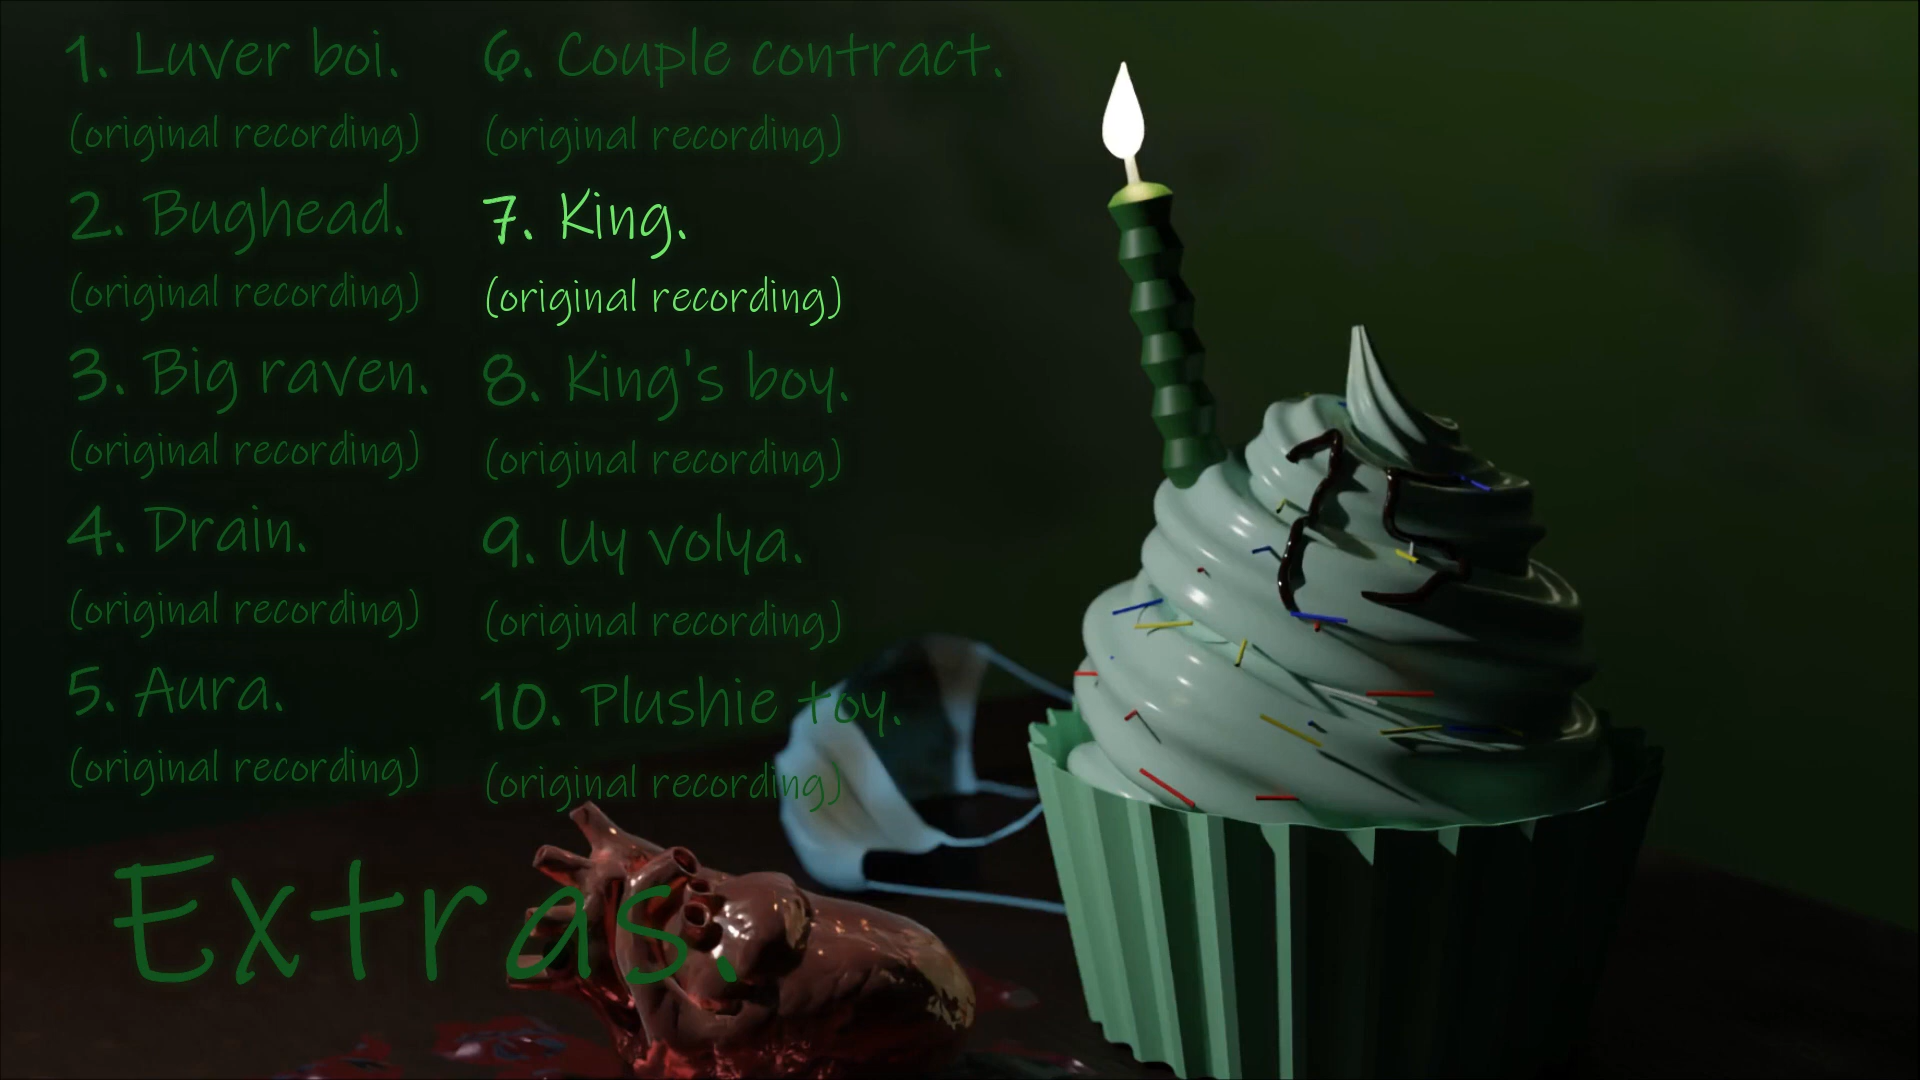 1. Luver boi.
(original recording)
2. Bughead.
(original recording)
3. Big raven.
(original recording)
4. Drain.
(original recording)
5. Aura.
(original recording)
6. Couple contract.
(original recording)
7. King.
(original recording)
8. King's boy.
(original recording)
9. Uy volya.
(original recording)
10. Plushie toy.
(original recording)
Extras.